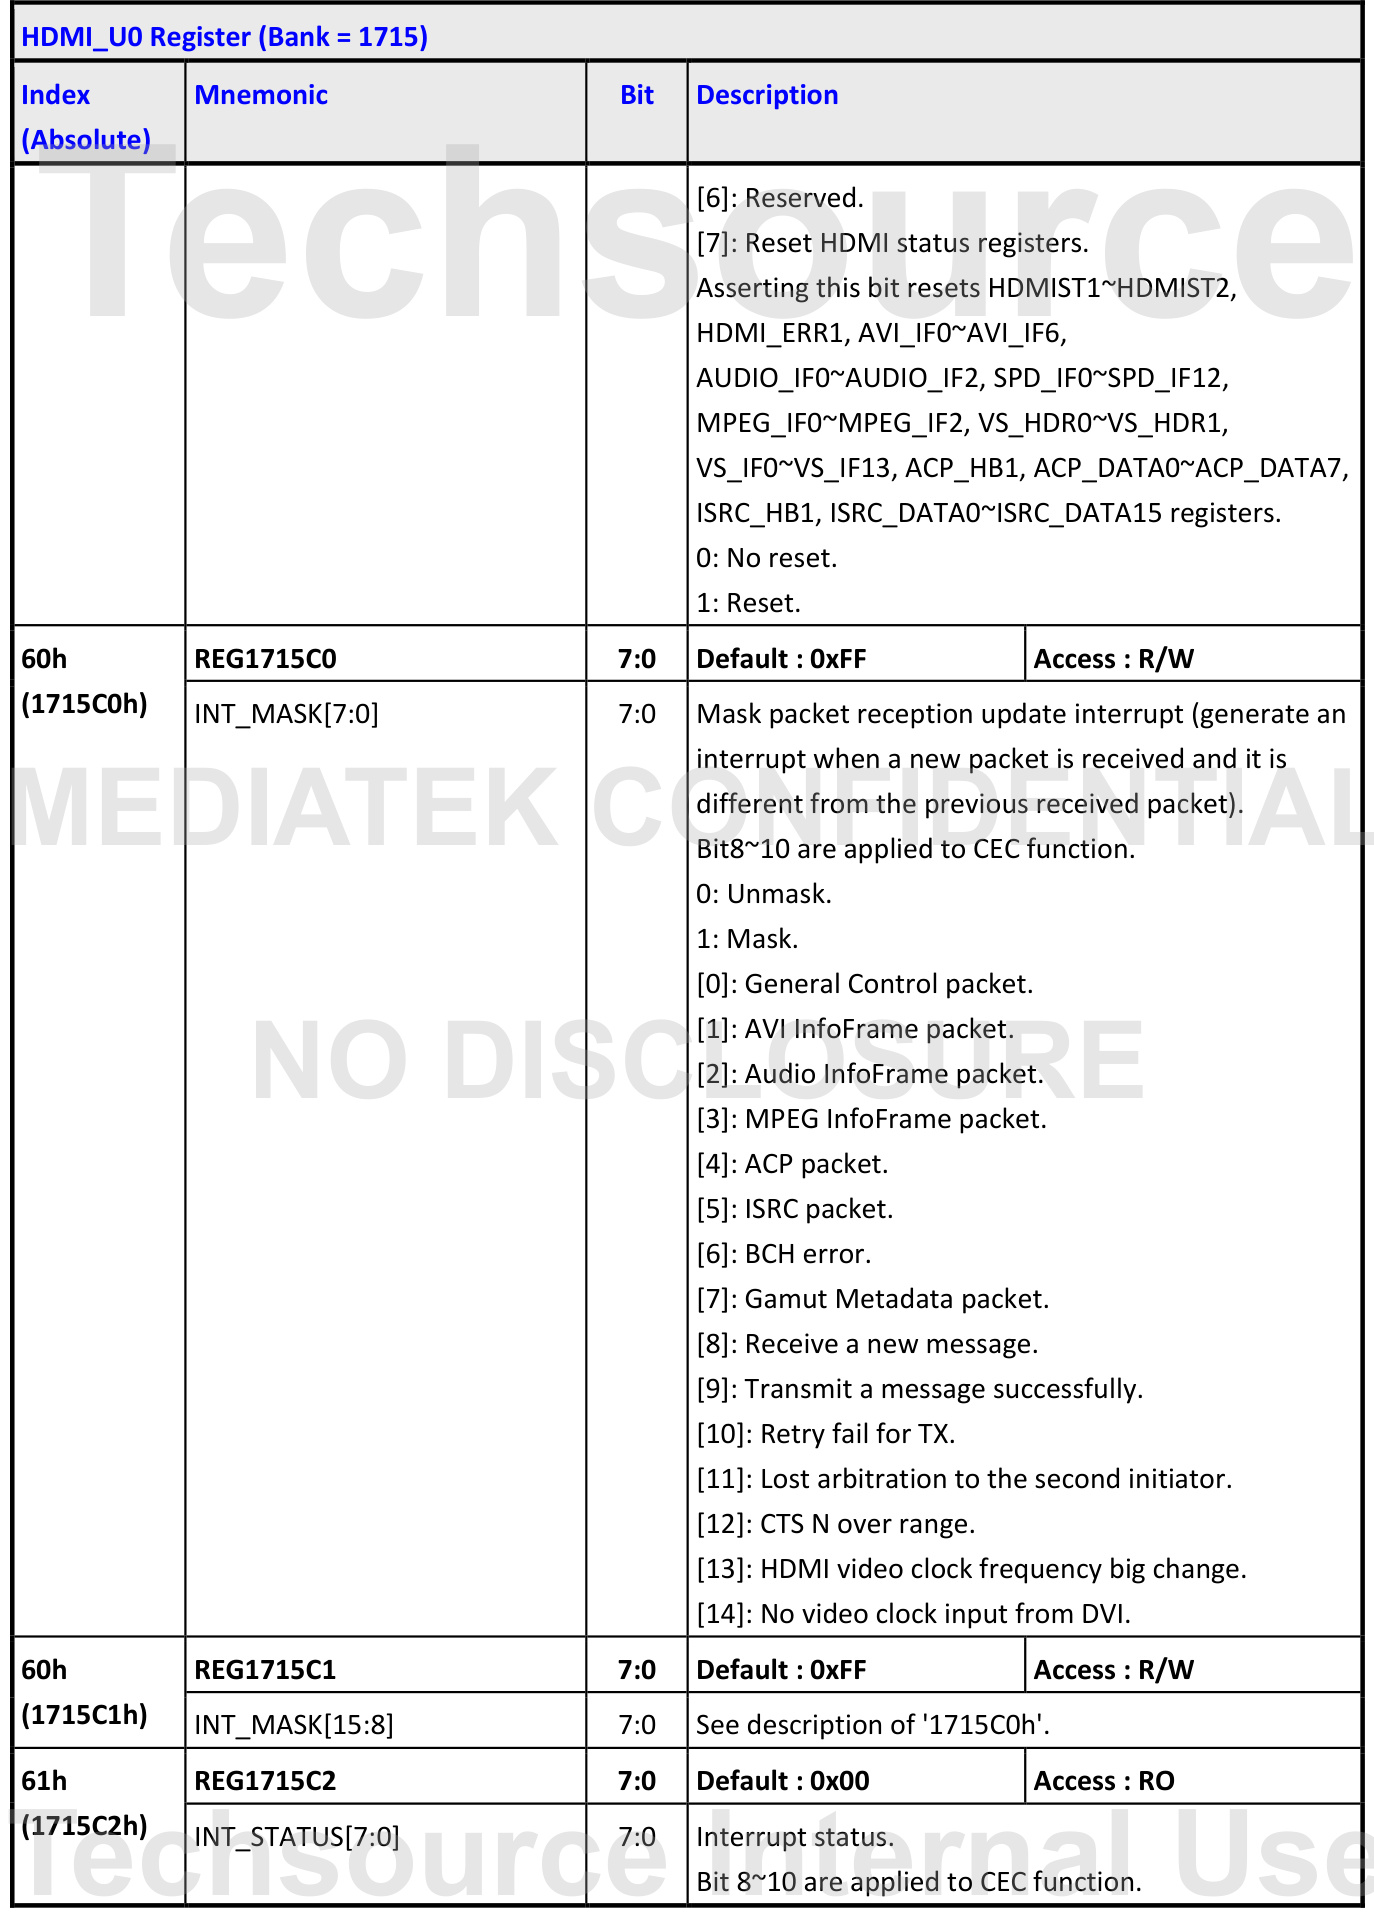 HDMI_U0 Register (Bank = 1715)
Index (Absolute) Mnemonic Bit Description
[6]: Reserved.
[7]: Reset HDMI status registers.
Asserting this bit resets HDMIST1~HDMIST2,
HDMI_ERR1, AVI_IF0~AVI_IF6,
AUDIO_IF0~AUDIO_IF2, SPD_IF0~SPD_IF12,
MPEG_IF0~MPEG_IF2, VS_HDR0~VS_HDR1,
VS_IF0~VS_IF13, ACP_HB1, ACP_DATA0~ACP_DATA7,
ISRC_HB1, ISRC_DATA0~ISRC_DATA15 registers.
0: No reset.
1: Reset.
Techsource
60h REG1715C0 7:0 Default : 0xFF Access : R/W
(1715C0h) INT_MASK[7:0] 7:0 Mask packet reception update interrupt (generate an
interrupt when a new packet is received and it is
different from the previous received packet).
Bit8~10 are applied to CEC function.
0: Unmask.
1: Mask.
[0]: General Control packet.
[1]: AVI InfoFrame packet.
[2]: Audio InfoFrame packet.
[3]: MPEG InfoFrame packet.
[4]: ACP packet.
[5]: ISRC packet.
[6]: BCH error.
[7]: Gamut Metadata packet.
[8]: Receive a new message.
[9]: Transmit a message successfully.
[10]: Retry fail for TX.
[11]: Lost arbitration to the second initiator.
[12]: CTS N over range.
[13]: HDMI video clock frequency big change.
[14]: No video clock input from DVI.
MEDIATEK CONFIDENTIAL
NO DISCLOSURE
60h REG1715C1 7:0 Default : 0xFF Access : R/W
(1715C1h) INT_MASK[15:8] 7:0 See description of '1715C0h'.
61h REG1715C2 7:0 Default : 0x00 Access : RO
(1715C2h) INT_STATUS[7:0] 7:0 Interrupt status.
Bit 8~10 are applied to CEC function.
Techsource Internal Use